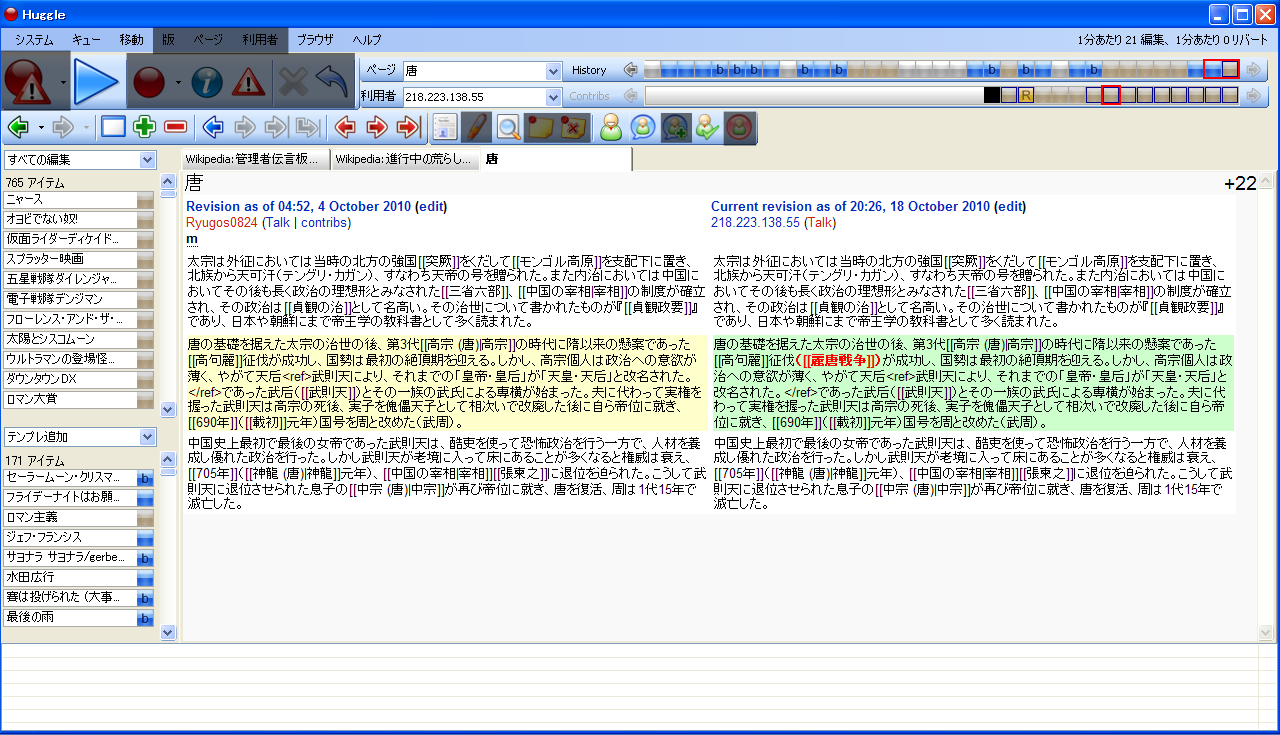 Huggle
システム キュー 移動 版 ページ 利用者 ブラウザ ヘルプ 1分あたり 21 編集、1分あたり 0 リバート
ページ 唐 History b b b b b b b b
利用者 218.223.138.55 Contribs R
すべての編集 Wikipedia:管理者伝言板... Wikipedia:進行中の荒らし... 唐
765 アイテム
ニャース
オヨビでない奴!
仮面ライダーディケイド...
スプラッター映画
五星戦隊ダイレンジャ...
電子戦隊デンジマン
フローレンス・アンド・ザ・...
太陽とシスコムーン
ウルトラマンの登場怪...
ダウンタウンDX
ロマン大賞
テンプレ追加
171 アイテム
セーラームーン・クリスマ... b
フライデーナイトはお願...
ロマン主義
ジェフ・フランシス
サヨナラ サヨナラ/gerbe... b
水田広行
賽は投げられた (大事... b
最後の雨 b
唐 +22
Revision as of 04:52, 4 October 2010 (edit)
Ryugos0824 (Talk | contribs)
m
太宗は外征においては当時の北方の強国[[突厥]]をくだして[[モンゴル高原]]を支配下に置き、
北族から天可汗(テングリ・カガン)、すなわち天帝の号を贈られた。また内治においては中国に
おいてその後も長く政治の理想形とみなされた[[三省六部]]、[[中国の宰相|宰相]]の制度が確立
され、その政治は[[貞観の治]]として名高い。その治世について書かれたものが『[[貞観政要]]』
であり、日本や朝鮮にまで帝王学の教科書として多く読まれた。
唐の基礎を据えた太宗の治世の後、第3代[[高宗 (唐)|高宗]]の時代に隋以来の懸案であった
[[高句麗]]征伐が成功し、国勢は最初の絶頂期を迎える。しかし、高宗個人は政治への意欲が
薄く、やがて天后<ref>武則天により、それまでの「皇帝・皇后」が「天皇・天后」と改名された。
</ref>であった武后([[武則天]])とその一族の武氏による専横が始まった。夫に代わって実権を
握った武則天は高宗の死後、実子を傀儡天子として相次いで改廃した後に自ら帝位に就き、
[[690年]]([[載初]]元年)国号を周と改めた(武周)。
中国史上最初で最後の女帝であった武則天は、酷吏を使って恐怖政治を行う一方で、人材を養
成し優れた政治を行った。しかし武則天が老境に入って床にあることが多くなると権威は衰え、
[[705年]]([[神龍 (唐)|神龍]]元年)、[[中国の宰相|宰相]][[張柬之]]に退位を迫られた。こうして武
則天に退位させられた息子の[[中宗 (唐)|中宗]]が再び帝位に就き、唐を復活、周は1代15年で
滅亡した。
Current revision as of 20:26, 18 October 2010 (edit)
218.223.138.55 (Talk)
太宗は外征においては当時の北方の強国[[突厥]]をくだして[[モンゴル高原]]を支配下に置き、
北族から天可汗(テングリ・カガン)、すなわち天帝の号を贈られた。また内治においては中国に
おいてその後も長く政治の理想形とみなされた[[三省六部]]、[[中国の宰相|宰相]]の制度が確立
され、その政治は[[貞観の治]]として名高い。その治世について書かれたものが『[[貞観政要]]』
であり、日本や朝鮮にまで帝王学の教科書として多く読まれた。
唐の基礎を据えた太宗の治世の後、第3代[[高宗 (唐)|高宗]]の時代に隋以来の懸案であった
[[高句麗]]征伐([[麗唐戦争]])が成功し、国勢は最初の絶頂期を迎える。しかし、高宗個人は政
治への意欲が薄く、やがて天后<ref>武則天により、それまでの「皇帝・皇后」が「天皇・天后」と
改名された。</ref>であった武后([[武則天]])とその一族の武氏による専横が始まった。夫に代
わって実権を握った武則天は高宗の死後、実子を傀儡天子として相次いで改廃した後に自ら帝
位に就き、[[690年]]([[載初]]元年)国号を周と改めた(武周)。
中国史上最初で最後の女帝であった武則天は、酷吏を使って恐怖政治を行う一方で、人材を養
成し優れた政治を行った。しかし武則天が老境に入って床にあることが多くなると権威は衰え、
[[705年]]([[神龍 (唐)|神龍]]元年)、[[中国の宰相|宰相]][[張柬之]]に退位を迫られた。こうして武
則天に退位させられた息子の[[中宗 (唐)|中宗]]が再び帝位に就き、唐を復活、周は1代15年で
滅亡した。